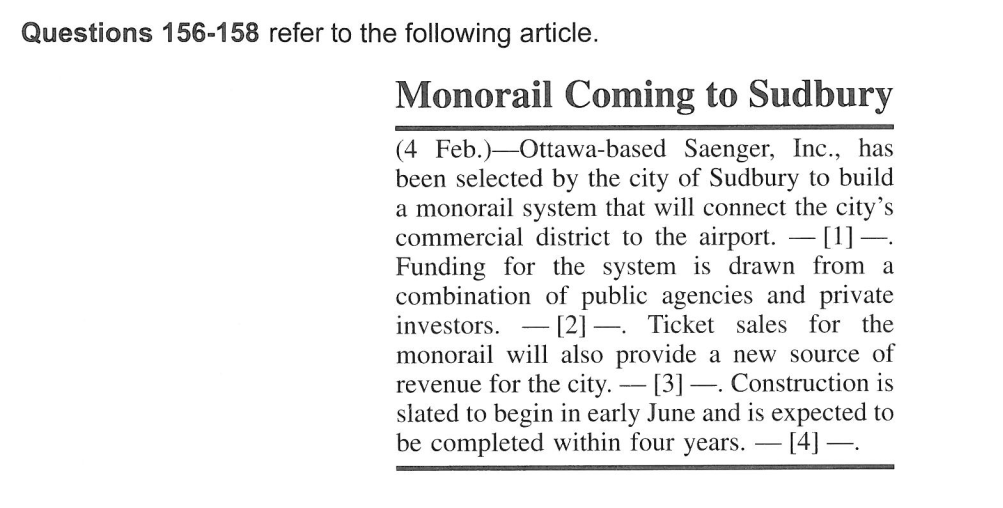 Questions 156-158 refer to the following article.
Monorail Coming to Sudbury
(4 Feb.)—Ottawa-based Saenger, Inc., has
been selected by the city of Sudbury to build
a monorail system that will connect the city's
commercial district to the airport. — [1] —.
Funding for the system is drawn from a
combination of public agencies and private
investors. — [2] —. Ticket sales for the
monorail will also provide a new source of
revenue for the city. — [3] —. Construction is
slated to begin in early June and is expected to
be completed within four years. — [4] —.